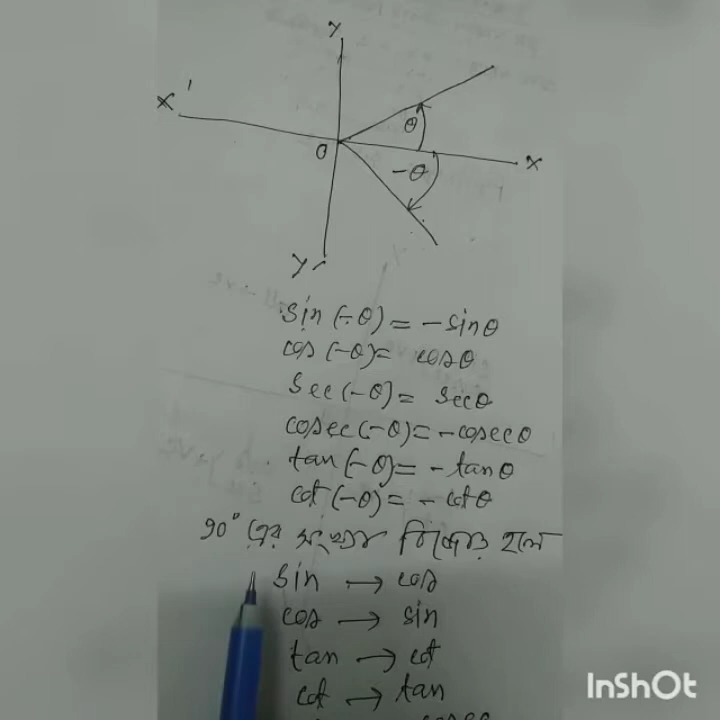 Y
X'
θ
O
X
-θ
Y'
sin (-θ) = -sinθ
cos (-θ) = cosθ
sec (-θ) = secθ
cosec (-θ) = -cosecθ
tan (-θ) = -tanθ
cot (-θ) = -cotθ
90° এর সংখ্যা বিজোড় হলে
sin → cos
cos → sin
tan → cot
cot → tan
InShOt